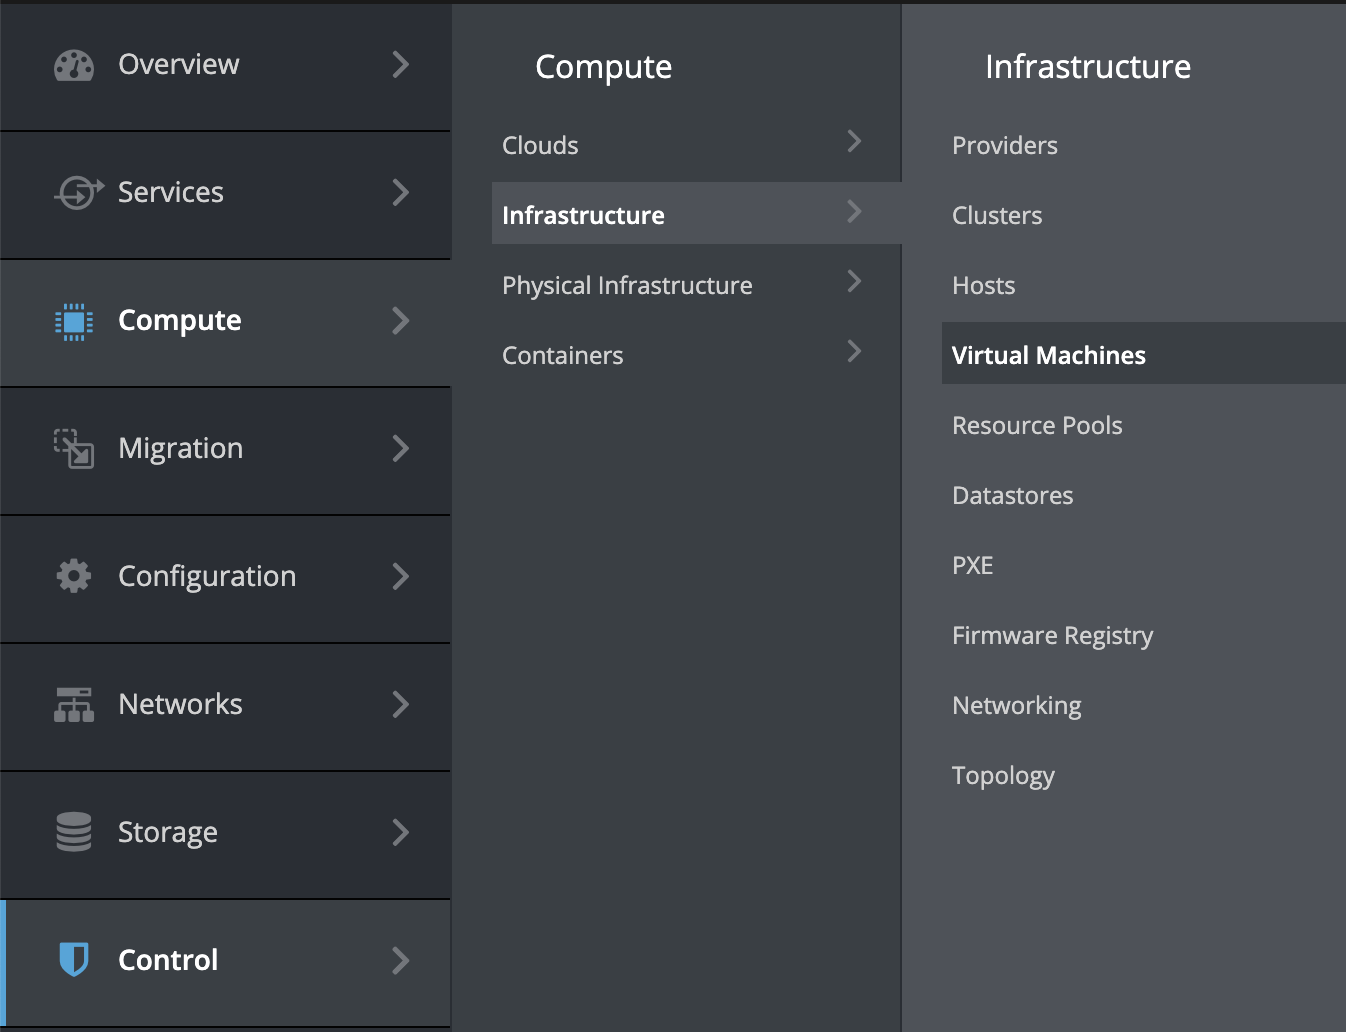 Overview
Services
Compute
Migration
Configuration
Networks
Storage
Control
Compute
Clouds
Infrastructure
Physical Infrastructure
Containers
Infrastructure
Providers
Clusters
Hosts
Virtual Machines
Resource Pools
Datastores
PXE
Firmware Registry
Networking
Topology